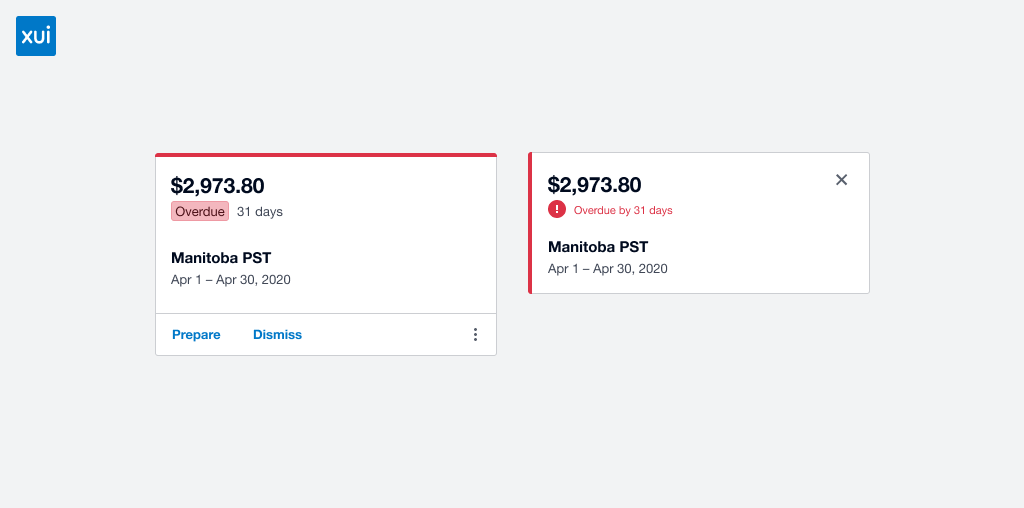 xui
$2,973.80
Overdue 31 days
Manitoba PST
Apr 1 – Apr 30, 2020
Prepare Dismiss
$2,973.80
Overdue by 31 days
Manitoba PST
Apr 1 – Apr 30, 2020